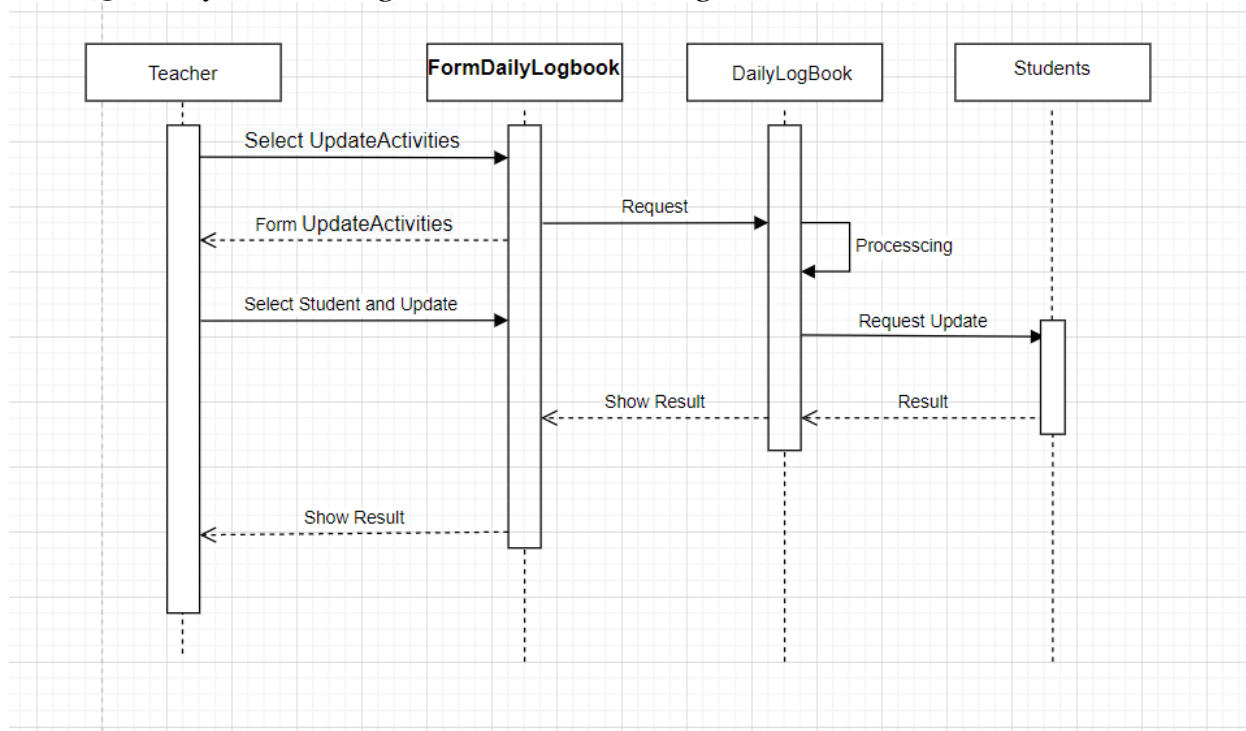 Teacher
FormDailyLogbook
DailyLogBook
Students
Select UpdateActivities
Request
Form UpdateActivities
Processcing
Select Student and Update
Request Update
Show Result
Result
Show Result